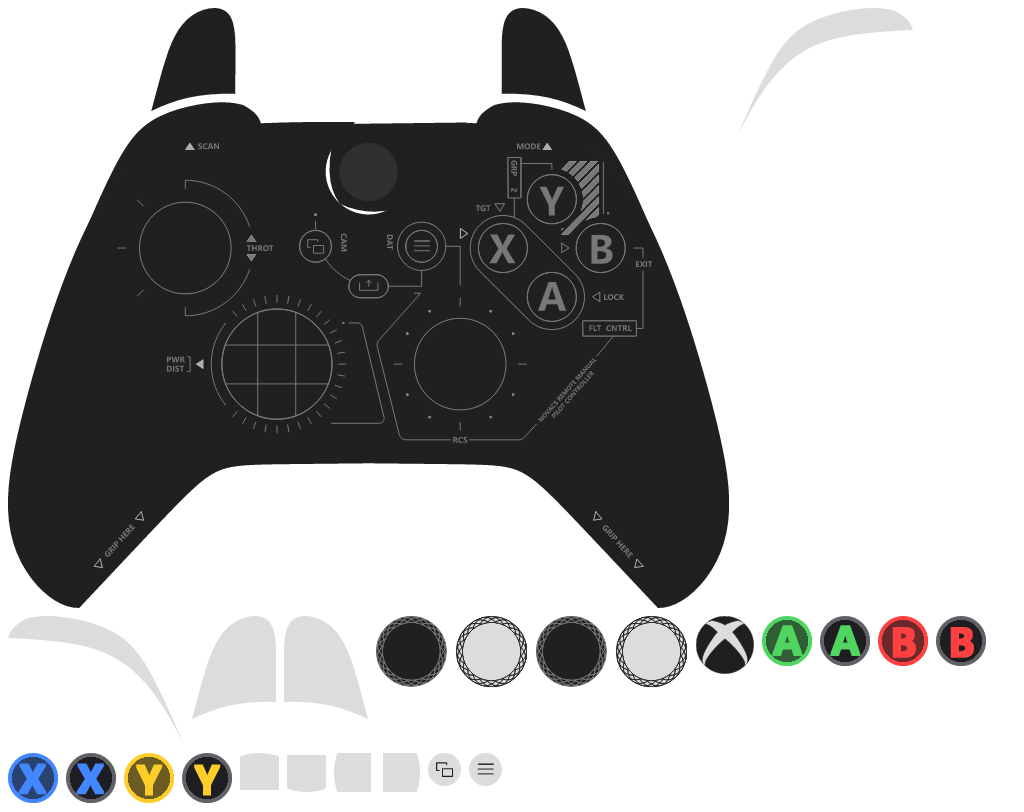 SCAN
MODE
GRP 2
Y
TGT
CAM
DAT
X
B
THROT
EXIT
A
LOCK
FLT CNTRL
PWR
DIST
NOVACS REMOTE MANUAL
PILOT CONTROLLER
RCS
GRIP HERE
GRIP HERE
A A B B
X X Y Y